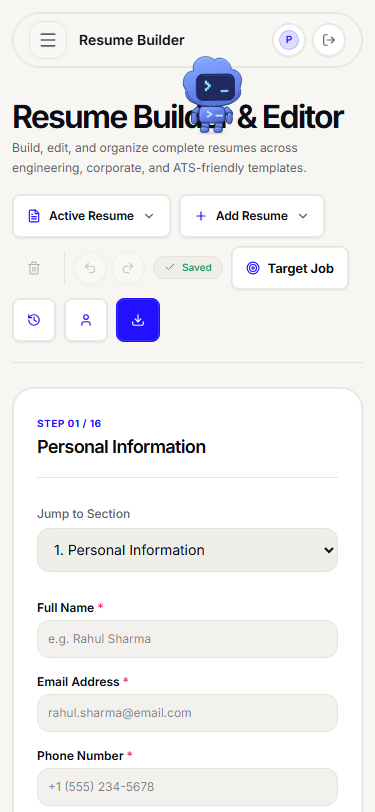 Resume Builder
P
Resume Builder & Editor
Build, edit, and organize complete resumes across
engineering, corporate, and ATS-friendly templates.
Active Resume
Add Resume
Saved
Target Job
STEP 01 / 16
Personal Information
Jump to Section
1. Personal Information
Full Name *
e.g. Rahul Sharma
Email Address *
rahul.sharma@email.com
Phone Number *
+1 (555) 234-5678